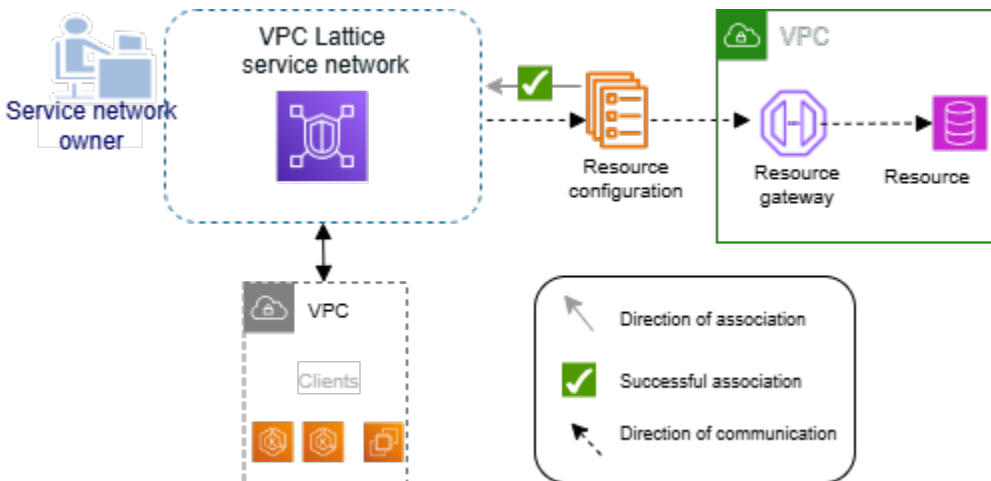 VPC Lattice
service network
Service network
owner
Resource
configuration
VPC
Resource
gateway
Resource
VPC
Clients
Direction of association
Successful association
Direction of communication